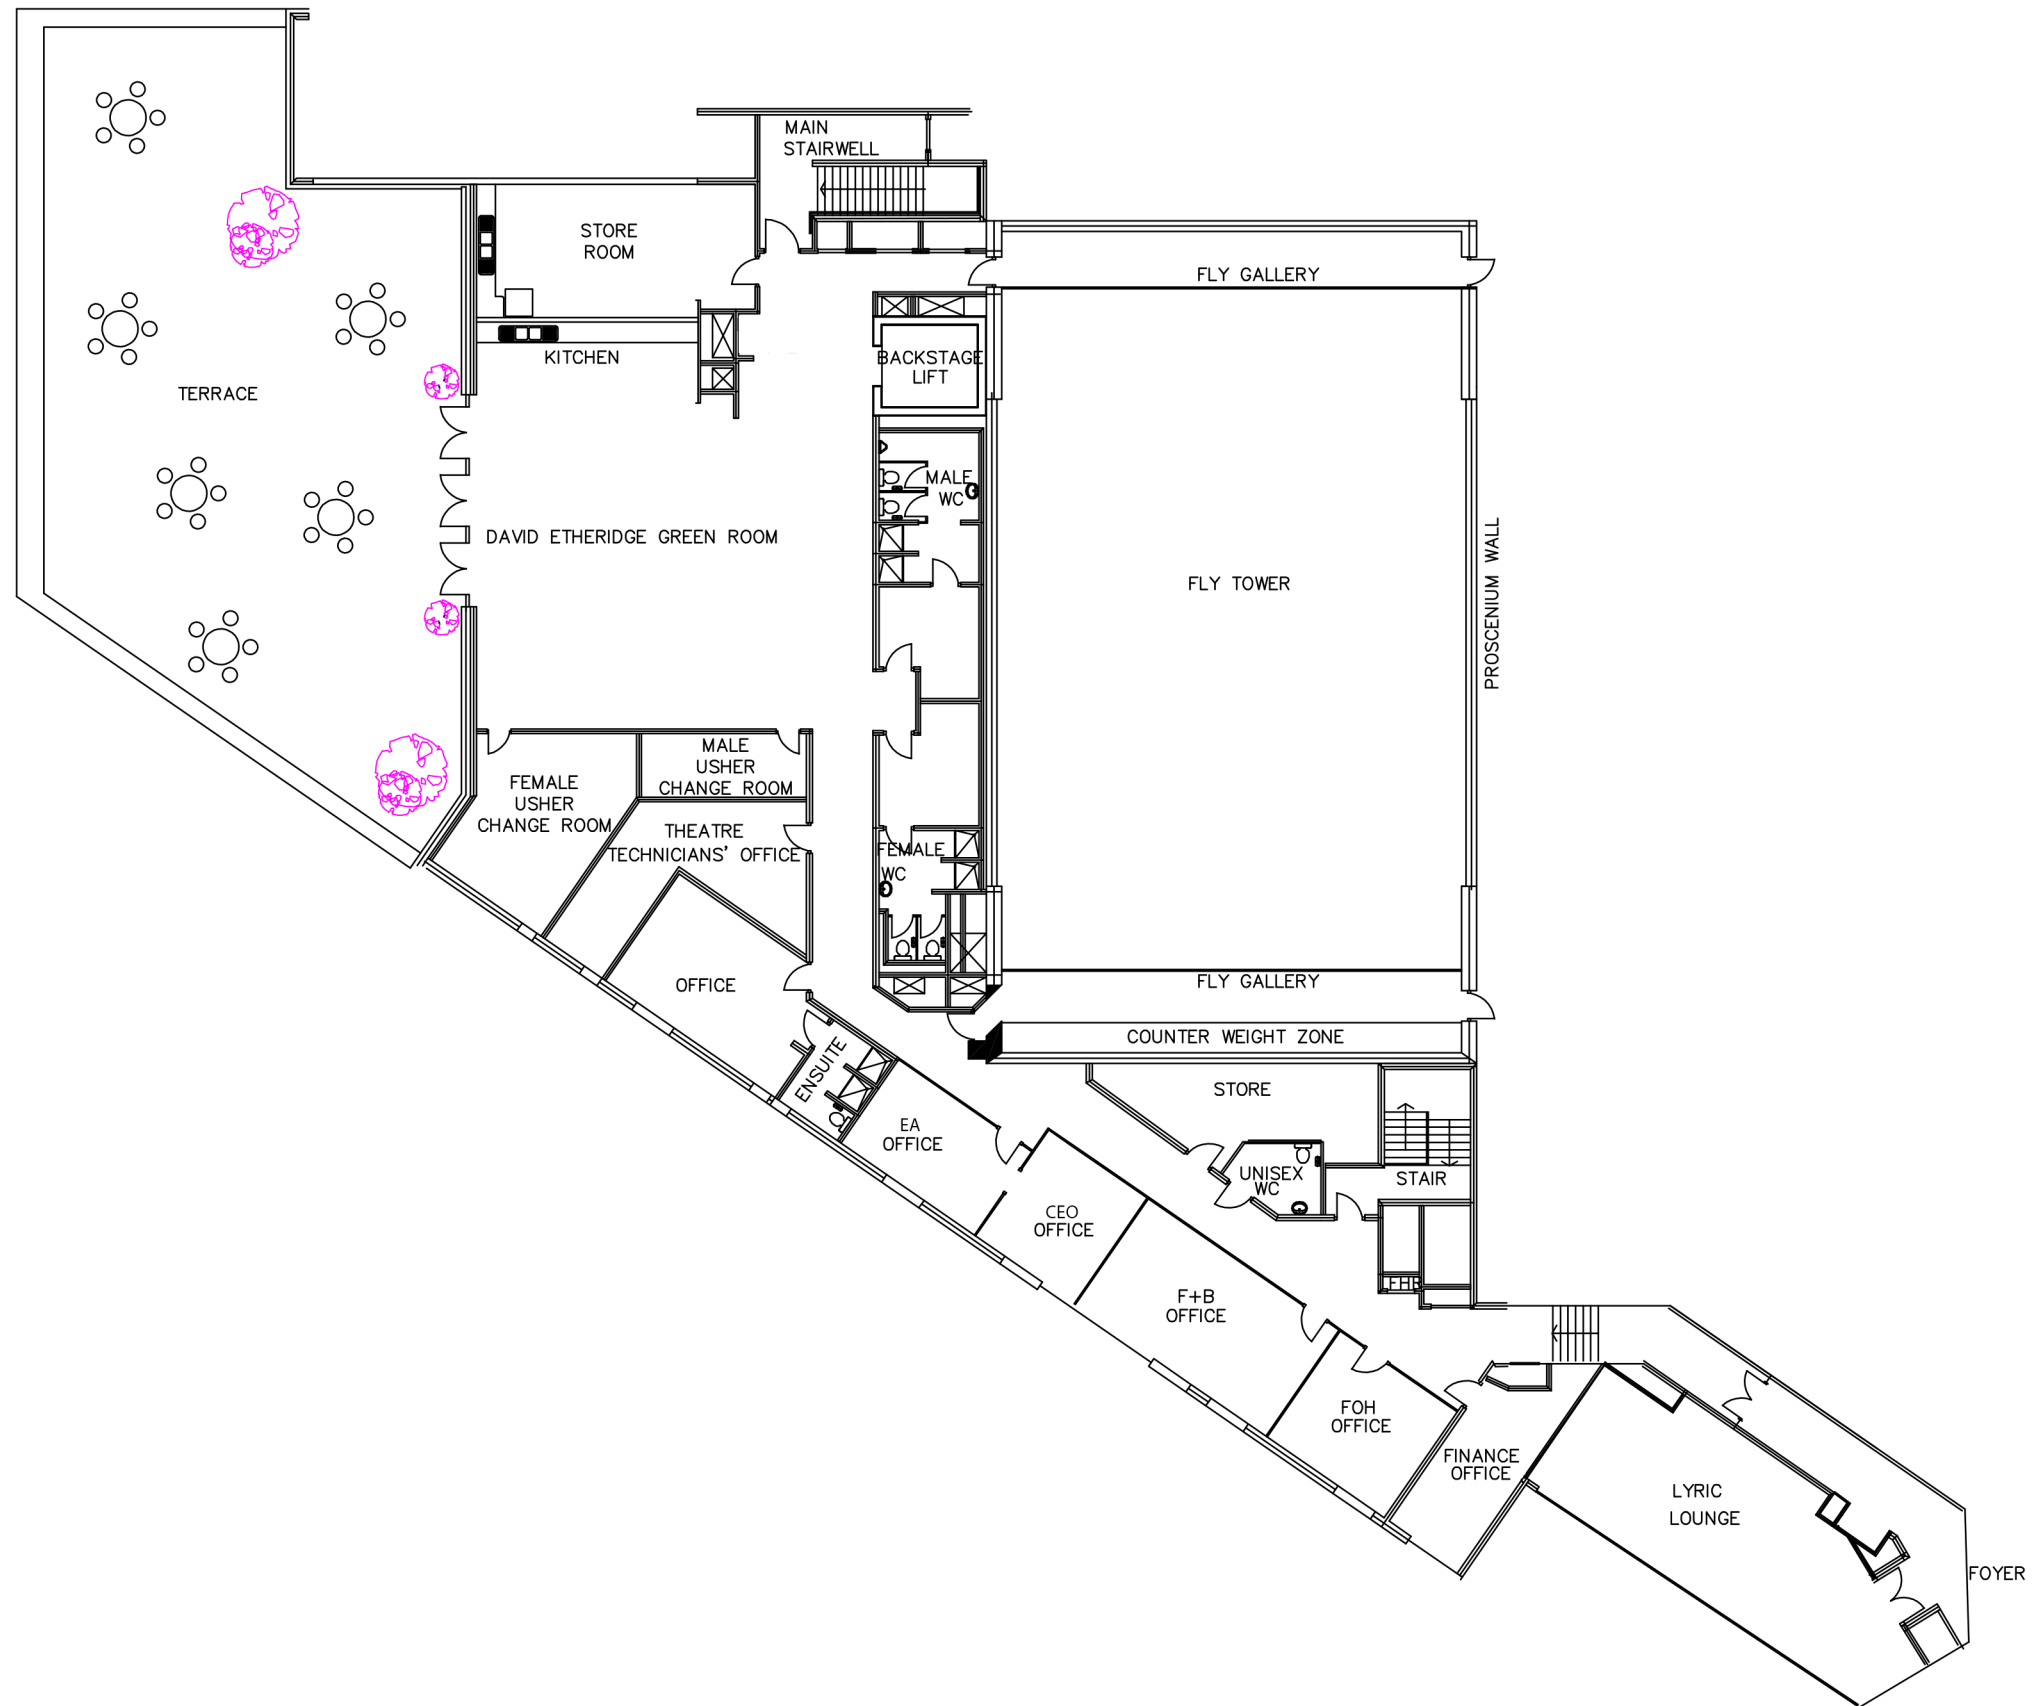 MAIN
STAIRWELL
STORE
ROOM
FLY GALLERY
KITCHEN
BACKSTAGE
LIFT
TERRACE
MALE
WC
DAVID ETHERIDGE GREEN ROOM
FLY TOWER
PROSCENIUM WALL
MALE
USHER
CHANGE ROOM
FEMALE
USHER
CHANGE ROOM
THEATRE
TECHNICIANS' OFFICE
FEMALE
WC
OFFICE
FLY GALLERY
COUNTER WEIGHT ZONE
ENSUITE
STORE
EA
OFFICE
UNISEX
WC
STAIR
CEO
OFFICE
FHR
F+B
OFFICE
FOH
OFFICE
FINANCE
OFFICE
LYRIC
LOUNGE
FOYER